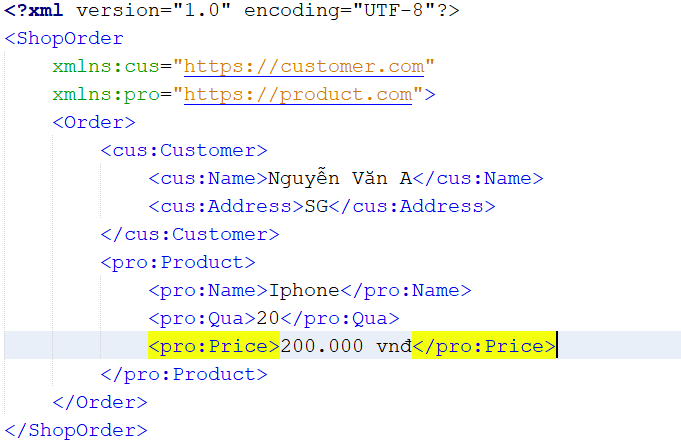 <?xml version="1.0" encoding="UTF-8"?>
<ShopOrder
xmlns:cus="https://customer.com"
xmlns:pro="https://product.com">
<Order>
<cus:Customer>
<cus:Name>Nguyễn Văn A</cus:Name>
<cus:Address>SG</cus:Address>
</cus:Customer>
<pro:Product>
<pro:Name>Iphone</pro:Name>
<pro:Qua>20</pro:Qua>
<pro:Price>200.000 vnđ</pro:Price>
</pro:Product>
</Order>
</ShopOrder>